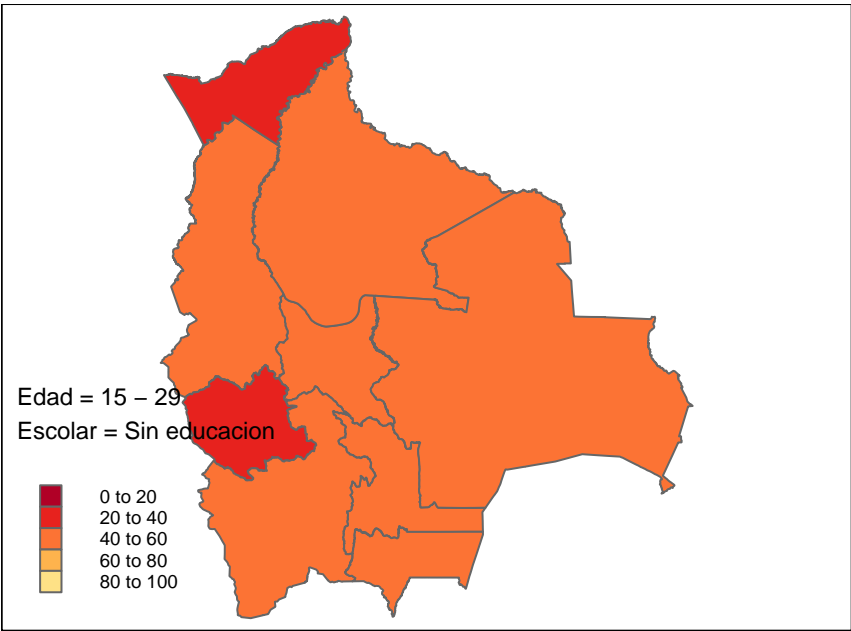 Edad = 15 – 29
Escolar = Sin educacion
0 to 20
20 to 40
40 to 60
60 to 80
80 to 100